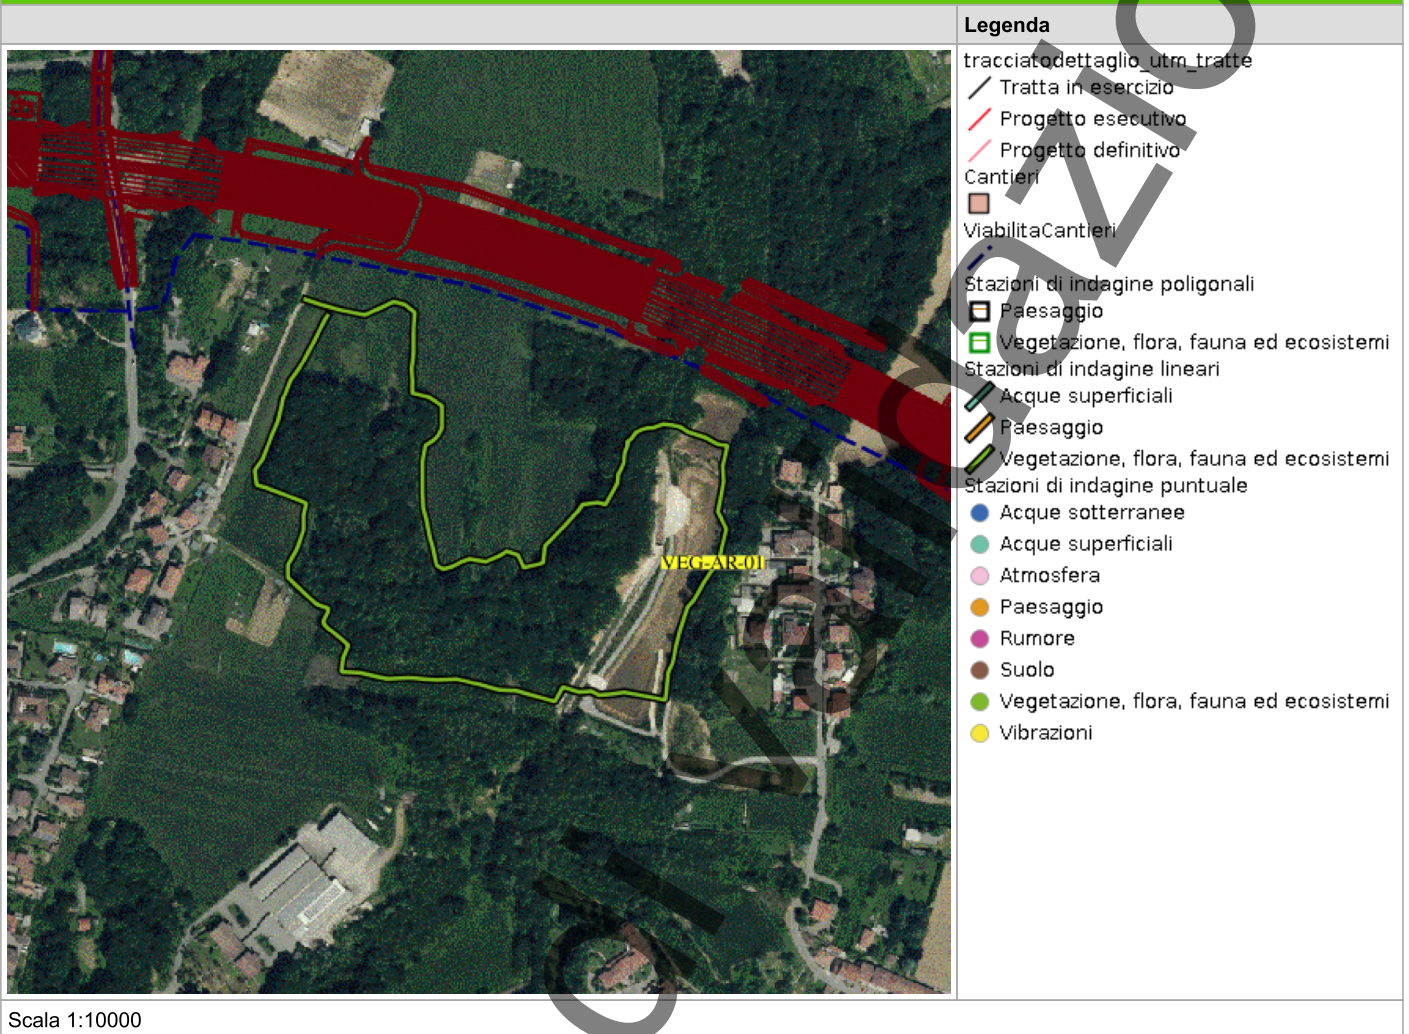 Legenda
tracciatodettaglio_utm_tratte
Tratta in esercizio
Progetto esecutivo
Progetto definitivo
Cantieri
ViabilitaCantieri
Stazioni di indagine poligonali
Paesaggio
Vegetazione, flora, fauna ed ecosistemi
Stazioni di indagine lineari
Acque superficiali
Paesaggio
Vegetazione, flora, fauna ed ecosistemi
Stazioni di indagine puntuale
Acque sotterranee
Acque superficiali
Atmosfera
Paesaggio
Rumore
Suolo
Vegetazione, flora, fauna ed ecosistemi
Vibrazioni
VEG-AR-01
Scala 1:10000